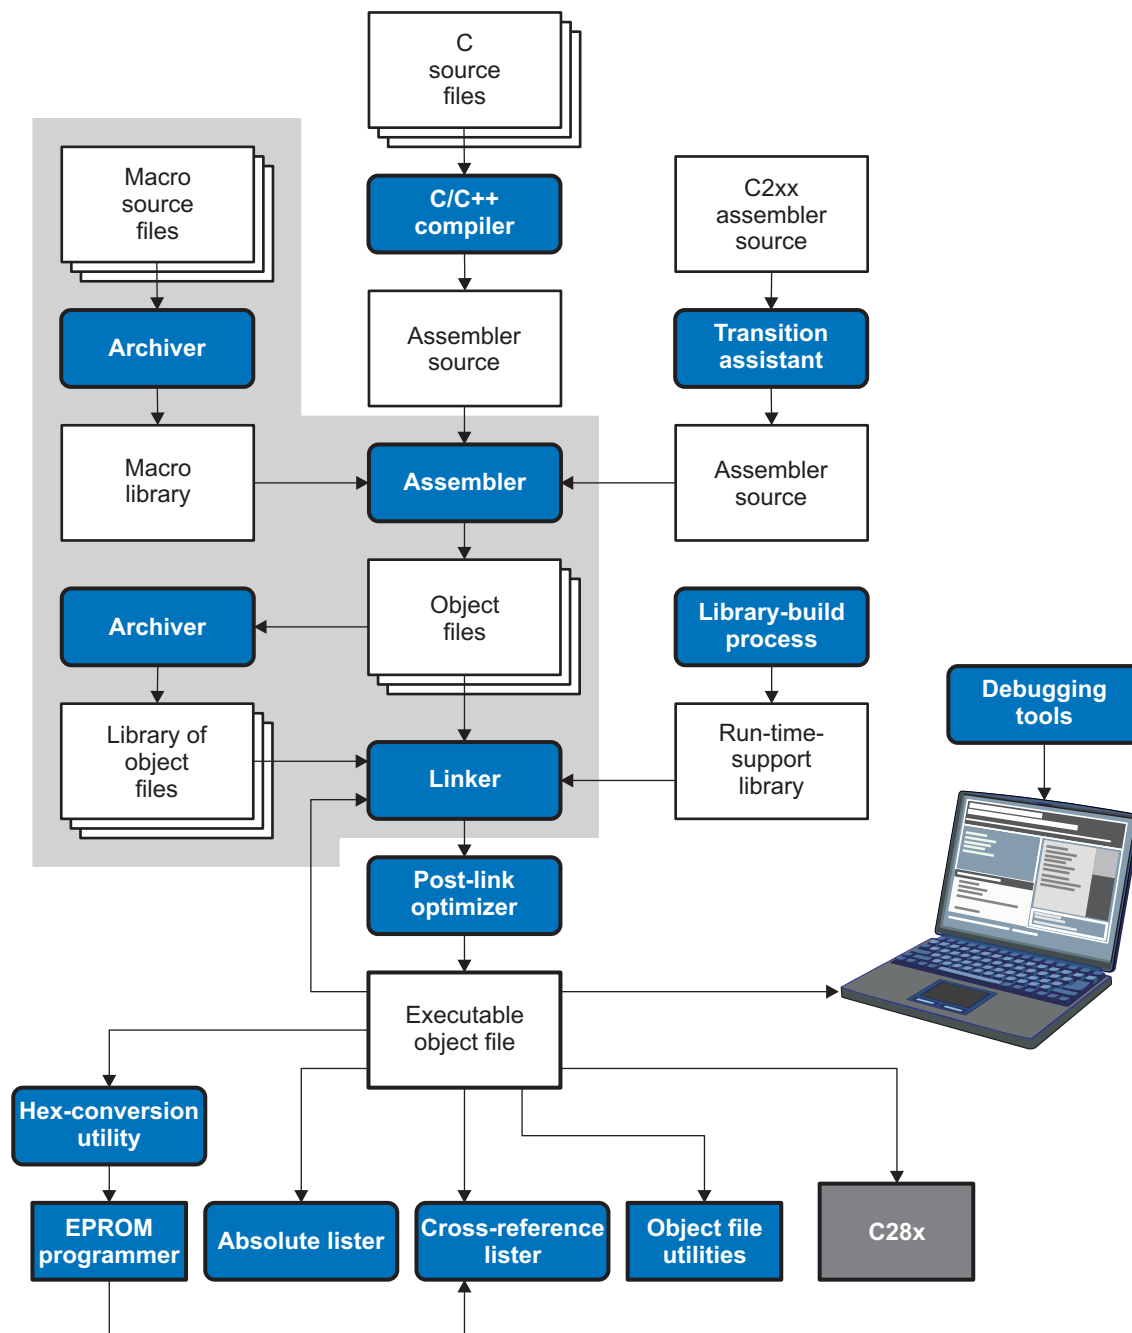 C
source
files
Macro
source
files
C/C++
compiler
C2xx
assembler
source
Archiver
Assembler
source
Transition
assistant
Macro
library
Assembler
Assembler
source
Archiver
Object
files
Library-build
process
Debugging
tools
Library of
object
files
Linker
Run-time-
support
library
Post-link
optimizer
Executable
object file
Hex-conversion
utility
EPROM
programmer
Absolute lister
Cross-reference
lister
Object file
utilities
C28x